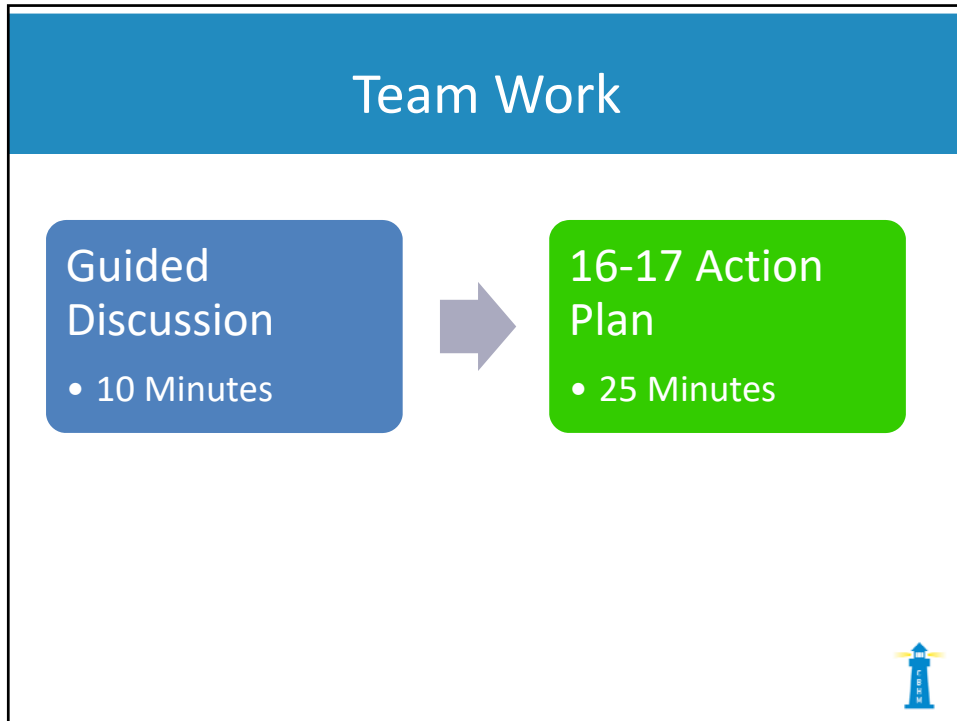 Team Work
Guided
Discussion
• 10 Minutes
16-17 Action
Plan
• 25 Minutes
C
B
H
M